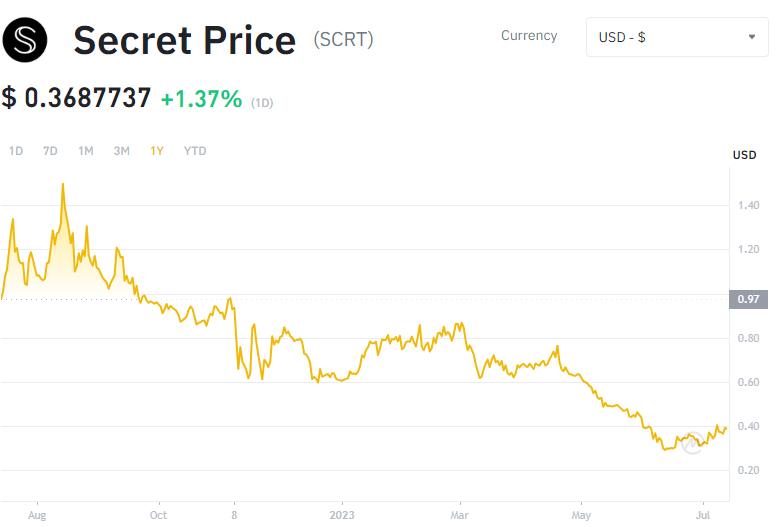 Secret Price (SCRT) Currency USD - $
$ 0.3687737 +1.37% (1D)
1D 7D 1M 3M 1Y YTD
USD
1.40
1.20
0.97
0.80
0.60
0.40
0.20
Aug Oct 8 2023 Mar May Jul